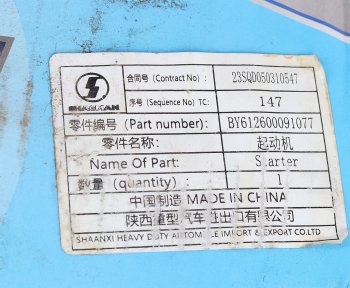 SHACMAN
合同号 (Contract No) : 23SQD050310547
序号 (Sequence No) TC: 147
零件编号 (Part number): BY612600091077
零件名称: 起动机
Name Of Part: Starter
数量 (quantity) : 1
中国制造 MADE IN CHINA
陕西重型汽车进出口有限公司
SHAANXI HEAVY DUTY AUTOMOBILE IMPORT & EXPORT CO.LTD